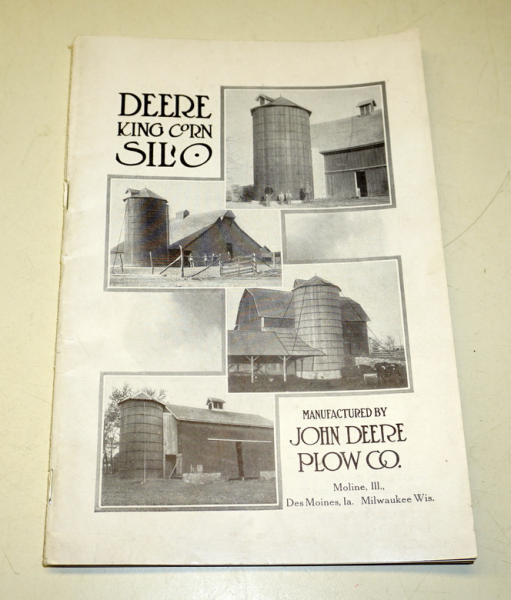 DEERE
KING CORN
SILO
MANUFACTURED BY
JOHN DEERE
PLOW CO.
Moline, Ill.,
Des Moines, Ia. Milwaukee Wis.